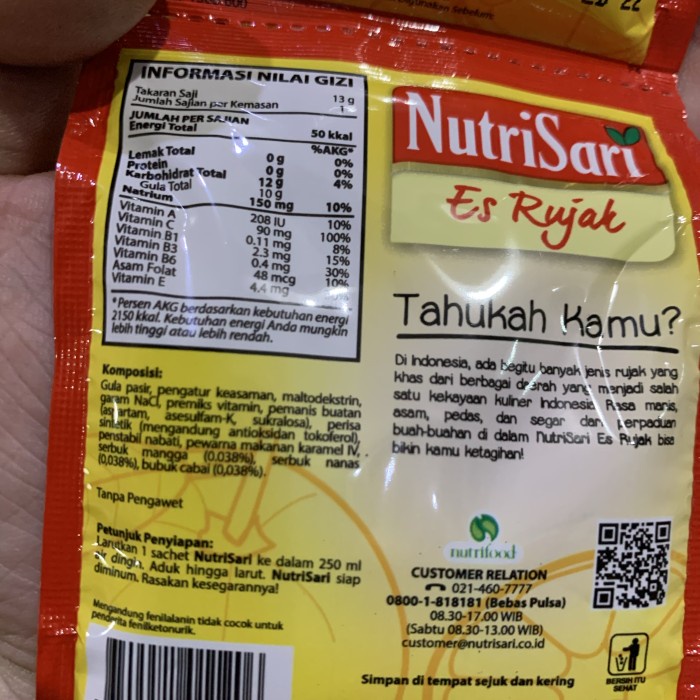 INFORMASI NILAI GIZI
Takaran Saji 13 g
Jumlah Sajian per Kemasan 1
JUMLAH PER SAJIAN
Energi Total 50 kkal
%AKG*
Lemak Total 0 g 0%
Protein 0 g 0%
Karbohidrat Total 12 g 4%
Gula Total 10 g
Natrium 150 mg 10%
Vitamin A 208 IU 10%
Vitamin C 90 mg 100%
Vitamin B1 0.11 mg 8%
Vitamin B3 2.3 mg 15%
Vitamin B6 0.4 mg 30%
Asam Folat 48 mcg 10%
Vitamin E 4,4 mg
*Persen AKG berdasarkan kebutuhan energi
2150 kkal. Kebutuhan energi Anda mungkin
lebih tinggi atau lebih rendah.
Komposisi:
Gula pasir, pengatur keasaman, maltodekstrin,
garam NaCl, premiks vitamin, pemanis buatan
(aspartam, asesulfam-K, sukralosa), perisa
sintetik (mengandung antioksidan tokoferol),
penstabil nabati, pewarna makanan karamel IV,
serbuk mangga (0.038%), serbuk nanas
(0,038%), bubuk cabai (0,038%).
Tanpa Pengawet
Petunjuk Penyiapan:
Larutkan 1 sachet NutriSari ke dalam 250 ml
air dingin. Aduk hingga larut. NutriSari siap
diminum. Rasakan kesegarannya!
Mengandung fenilalanin tidak cocok untuk
penderita fenilketonurik.
NutriSari
Es Rujak
Tahukah Kamu?
Di Indonesia, ada begitu banyak jenis rujak yang
khas dari berbagai daerah yang menjadi salah
satu kekayaan kuliner Indonesia. Rasa manis,
asam, pedas, dan segar dari perpaduan
buah-buahan di dalam NutriSari Es Rujak bisa
bikin kamu ketagihan!
nutrifood
CUSTOMER RELATION
021-460-7777
0800-1-818181 (Bebas Pulsa)
08.30-17.00 WIB
(Sabtu 08.30-13.00 WIB)
customer@nutrisari.co.id
Simpan di tempat sejuk dan kering
BERSIH ITU
SEHAT